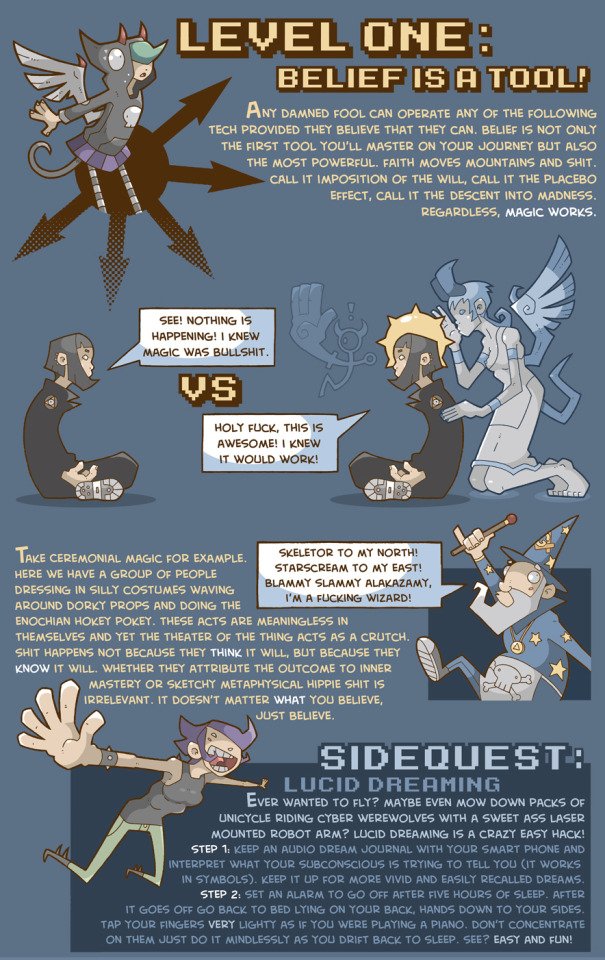 LEVEL ONE:
BELIEF IS A TOOL!
ANY DAMNED FOOL CAN OPERATE ANY OF THE FOLLOWING
TECH PROVIDED THEY BELIEVE THAT THEY CAN. BELIEF IS NOT ONLY
THE FIRST TOOL YOU'LL MASTER ON YOUR JOURNEY BUT ALSO
THE MOST POWERFUL. FAITH MOVES MOUNTAINS AND SHIT.
CALL IT IMPOSITION OF THE WILL, CALL IT THE PLACEBO
EFFECT, CALL IT THE DESCENT INTO MADNESS.
REGARDLESS, MAGIC WORKS.
SEE! NOTHING IS
HAPPENING! I KNEW
MAGIC WAS BULLSHIT.
VS
HOLY FUCK, THIS IS
AWESOME! I KNEW
IT WOULD WORK!
TAKE CEREMONIAL MAGIC FOR EXAMPLE.
HERE WE HAVE A GROUP OF PEOPLE
DRESSING IN SILLY COSTUMES WAVING
AROUND DORKY PROPS AND DOING THE
ENOCHIAN HOKEY POKEY. THESE ACTS ARE MEANINGLESS IN
THEMSELVES AND YET THE THEATER OF THE THING ACTS AS A CRUTCH.
SHIT HAPPENS NOT BECAUSE THEY THINK IT WILL, BUT BECAUSE THEY
KNOW IT WILL. WHETHER THEY ATTRIBUTE THE OUTCOME TO INNER
MASTERY OR SKETCHY METAPHYSICAL HIPPIE SHIT IS
IRRELEVANT. IT DOESN'T MATTER WHAT YOU BELIEVE,
JUST BELIEVE.
SKELETOR TO MY NORTH!
STARSCREAM TO MY EAST!
BLAMMY SLAMMY ALAKAZAMY,
I'M A FUCKING WIZARD!
SIDEQUEST:
LUCID DREAMING
EVER WANTED TO FLY? MAYBE EVEN MOW DOWN PACKS OF
UNICYCLE RIDING CYBER WEREWOLVES WITH A SWEET ASS LASER
MOUNTED ROBOT ARM? LUCID DREAMING IS A CRAZY EASY HACK!
STEP 1: KEEP AN AUDIO DREAM JOURNAL WITH YOUR SMART PHONE AND
INTERPRET WHAT YOUR SUBCONSCIOUS IS TRYING TO TELL YOU (IT WORKS
IN SYMBOLS). KEEP IT UP FOR MORE VIVID AND EASILY RECALLED DREAMS.
STEP 2: SET AN ALARM TO GO OFF AFTER FIVE HOURS OF SLEEP. AFTER
IT GOES OFF GO BACK TO BED LYING ON YOUR BACK, HANDS DOWN TO YOUR SIDES.
TAP YOUR FINGERS VERY LIGHTY AS IF YOU WERE PLAYING A PIANO. DON'T CONCENTRATE
ON THEM JUST DO IT MINDLESSLY AS YOU DRIFT BACK TO SLEEP. SEE? EASY AND FUN!